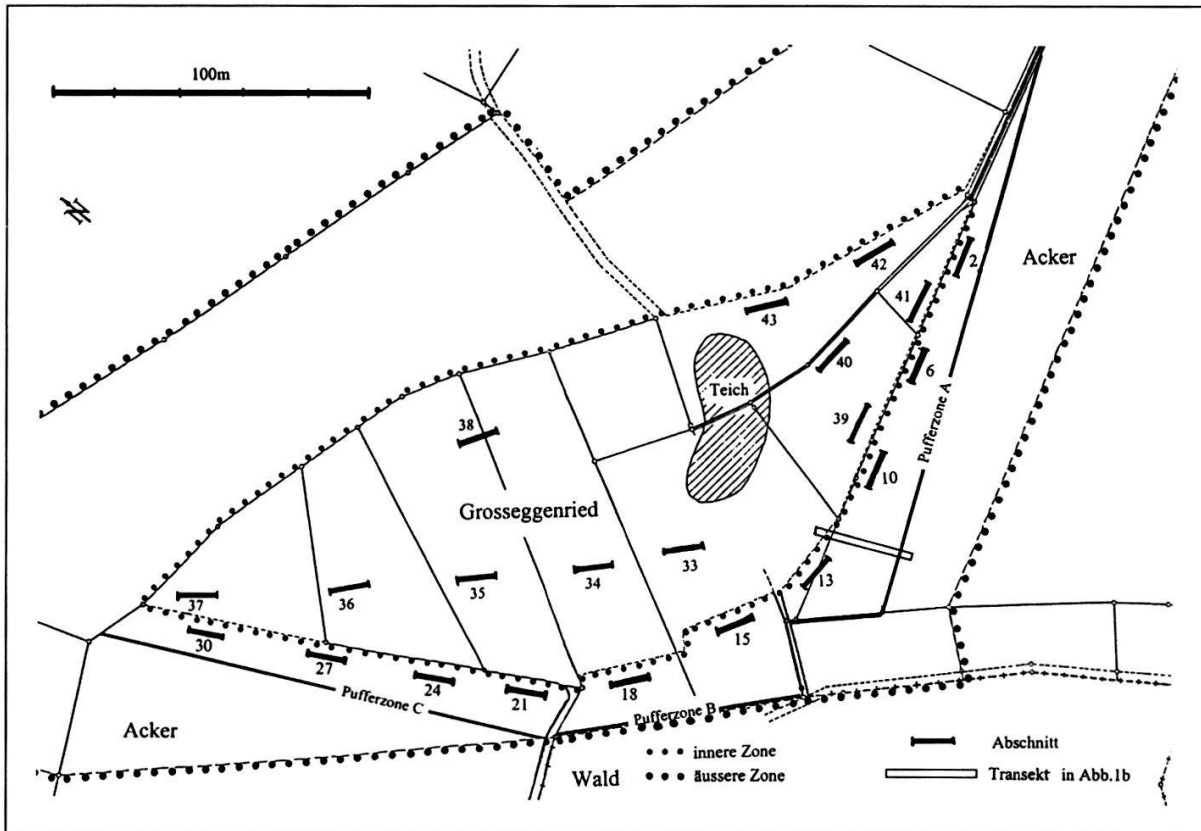 100m
N
Acker
42
2
41
43
40
6
Teich
Pufferzone A
39
38
10
Grosseggenried
33
34
13
35
36
37
15
30
27
24
18
21
Pufferzone C
Pufferzone B
Acker
innere Zone
Abschnitt
Wald
äussere Zone
Transekt in Abb.1b